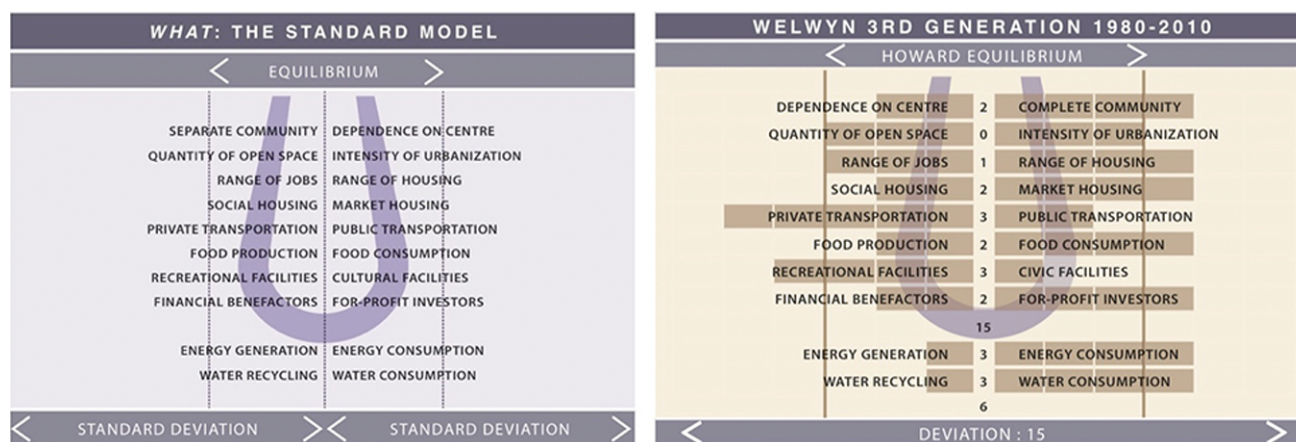 WHAT: THE STANDARD MODEL
EQUILIBRIUM
SEPARATE COMMUNITY DEPENDENCE ON CENTRE
QUANTITY OF OPEN SPACE INTENSITY OF URBANIZATION
RANGE OF JOBS RANGE OF HOUSING
SOCIAL HOUSING MARKET HOUSING
PRIVATE TRANSPORTATION PUBLIC TRANSPORTATION
FOOD PRODUCTION FOOD CONSUMPTION
RECREATIONAL FACILITIES CULTURAL FACILITIES
FINANCIAL BENEFACTORS FOR-PROFIT INVESTORS
ENERGY GENERATION ENERGY CONSUMPTION
WATER RECYCLING WATER CONSUMPTION
STANDARD DEVIATION STANDARD DEVIATION
WELWYN 3RD GENERATION 1980-2010
HOWARD EQUILIBRIUM
DEPENDENCE ON CENTRE 2 COMPLETE COMMUNITY
QUANTITY OF OPEN SPACE 0 INTENSITY OF URBANIZATION
RANGE OF JOBS 1 RANGE OF HOUSING
SOCIAL HOUSING 2 MARKET HOUSING
PRIVATE TRANSPORTATION 3 PUBLIC TRANSPORTATION
FOOD PRODUCTION 2 FOOD CONSUMPTION
RECREATIONAL FACILITIES 3 CIVIC FACILITIES
FINANCIAL BENEFACTORS 2 FOR-PROFIT INVESTORS
15
ENERGY GENERATION 3 ENERGY CONSUMPTION
WATER RECYCLING 3 WATER CONSUMPTION
6
DEVIATION : 15